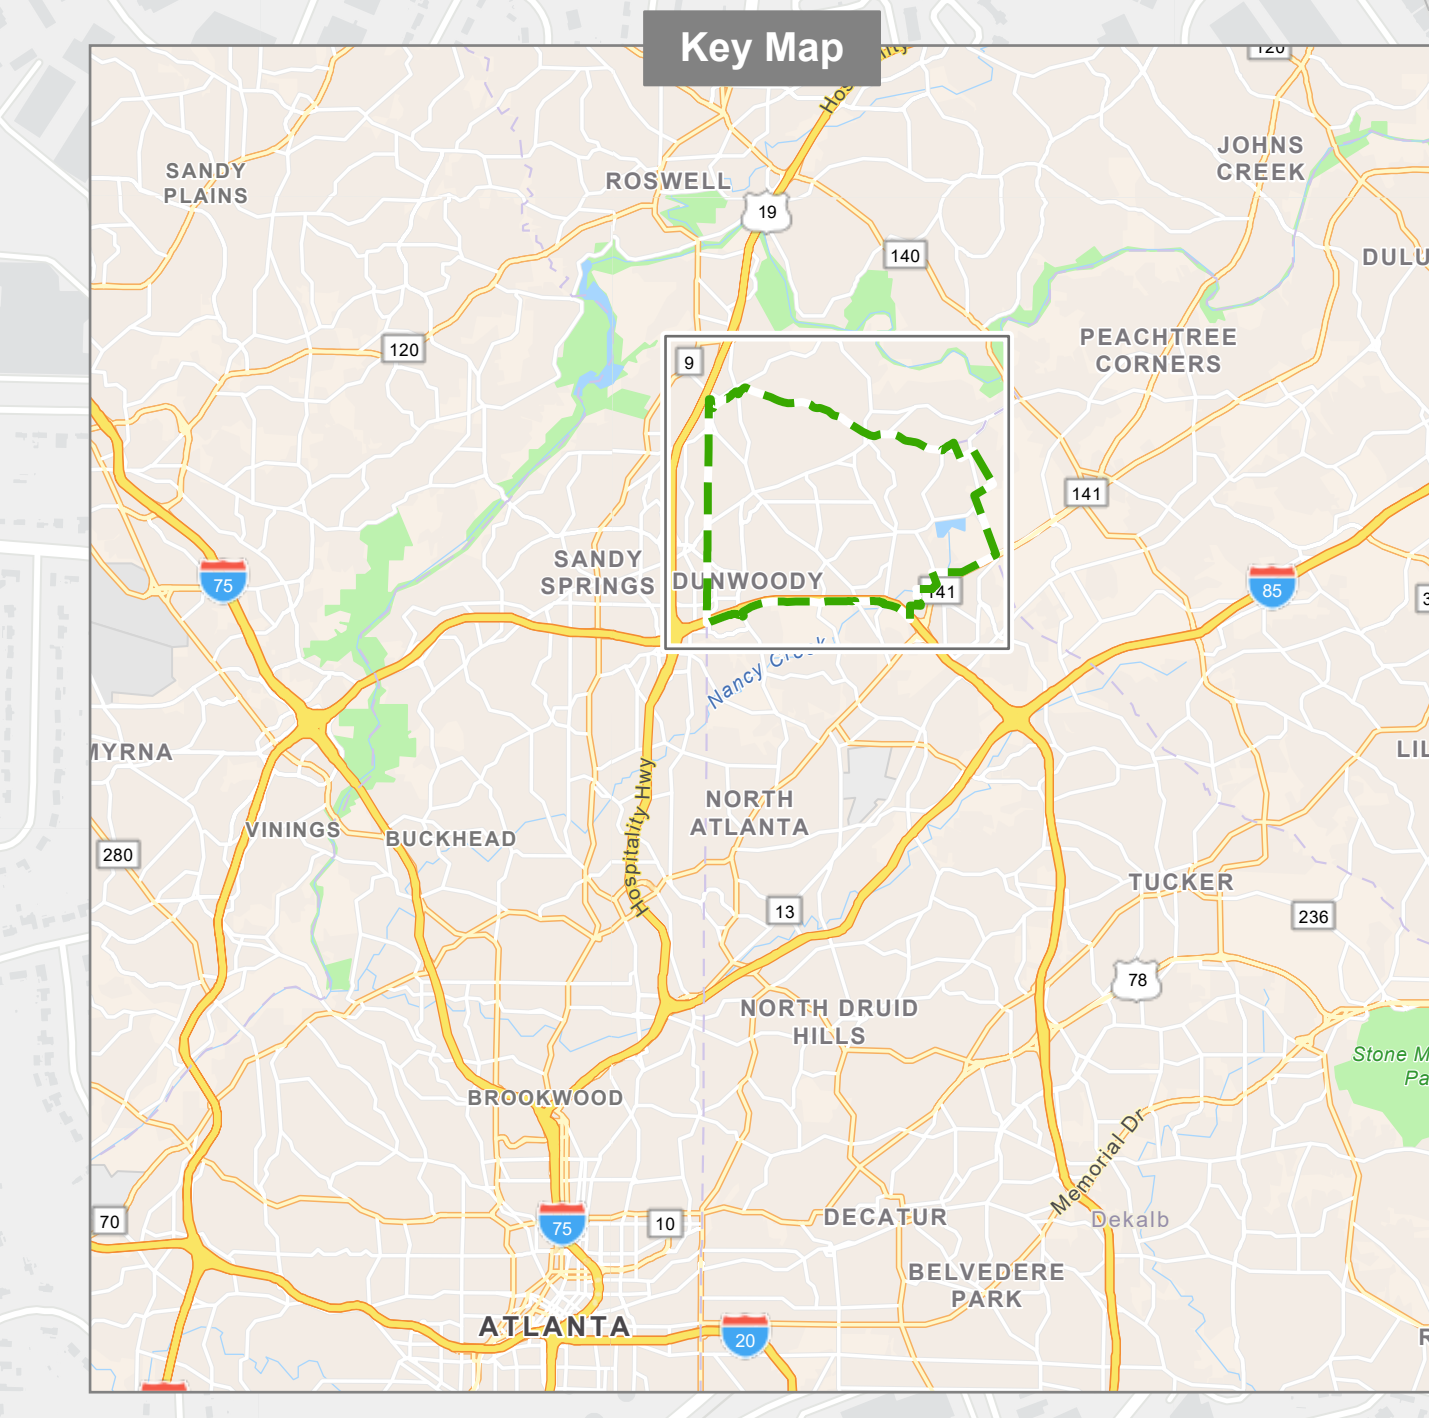 Key Map
120
JOHNS
CREEK
SANDY
PLAINS
ROSWELL
19
140
DULU
PEACHTREE
CORNERS
120
9
141
SANDY
SPRINGS
DUNWOODY
75
85
141
3
Nancy Creek
MYRNA
LIL
Hospitality Hwy
NORTH
ATLANTA
VININGS
BUCKHEAD
280
TUCKER
13
236
78
NORTH DRUID
HILLS
Stone M
Pa
BROOKWOOD
Memorial Dr
70
75
10
DECATUR
Dekalb
BELVEDERE
PARK
ATLANTA
20
R